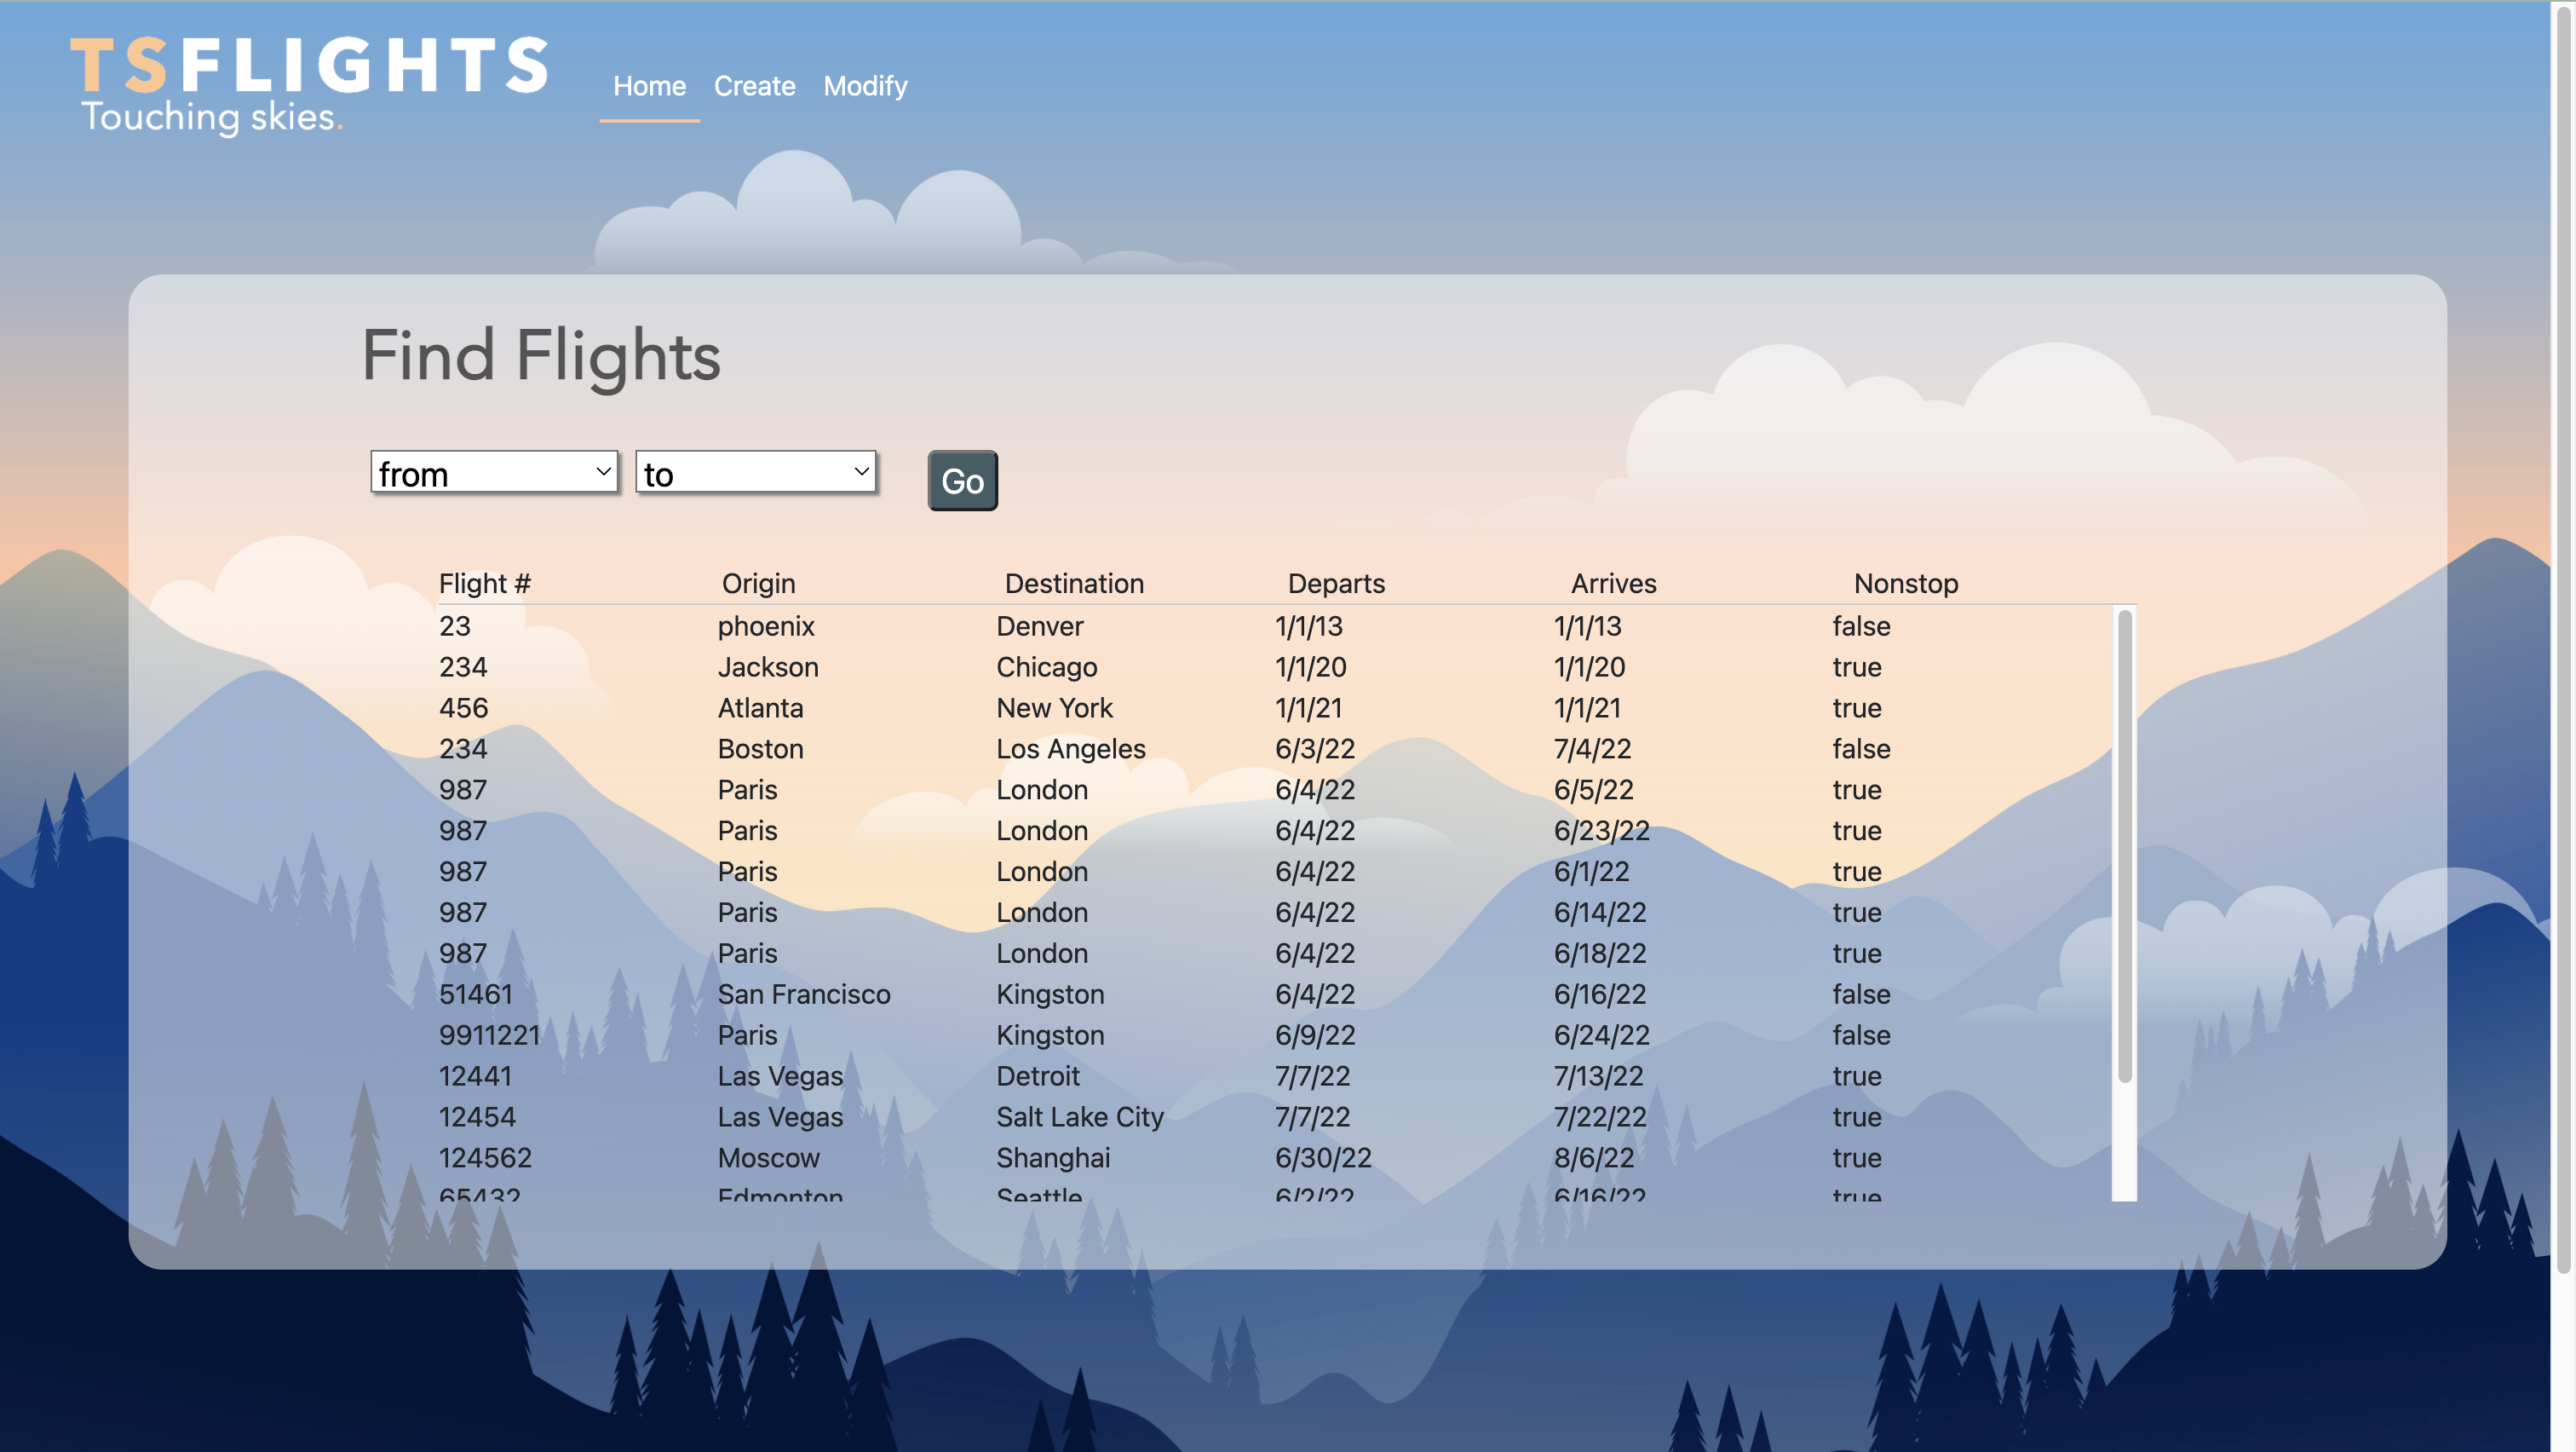 TSFLIGHTS
Touching skies.
Home Create Modify
Find Flights
from to Go
Flight # Origin Destination Departs Arrives Nonstop
23 phoenix Denver 1/1/13 1/1/13 false
234 Jackson Chicago 1/1/20 1/1/20 true
456 Atlanta New York 1/1/21 1/1/21 true
234 Boston Los Angeles 6/3/22 7/4/22 false
987 Paris London 6/4/22 6/5/22 true
987 Paris London 6/4/22 6/23/22 true
987 Paris London 6/4/22 6/1/22 true
987 Paris London 6/4/22 6/14/22 true
987 Paris London 6/4/22 6/18/22 true
51461 San Francisco Kingston 6/4/22 6/16/22 false
9911221 Paris Kingston 6/9/22 6/24/22 false
12441 Las Vegas Detroit 7/7/22 7/13/22 true
12454 Las Vegas Salt Lake City 7/7/22 7/22/22 true
124562 Moscow Shanghai 6/30/22 8/6/22 true
65432 Edmonton Seattle 6/2/22 6/16/22 true